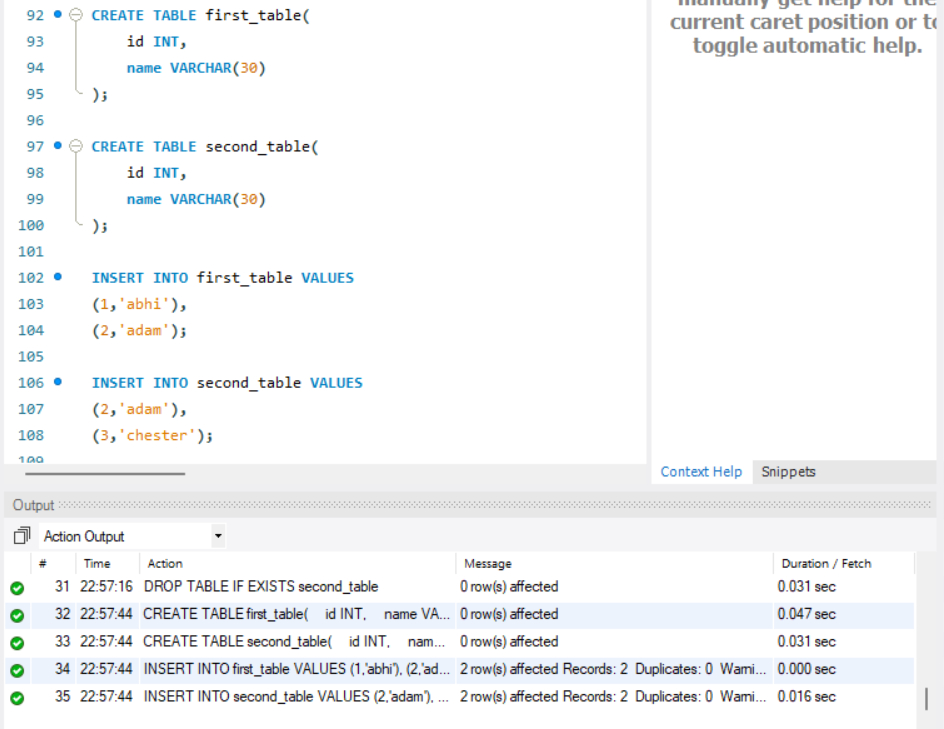 92 CREATE TABLE first_table(
93 id INT,
94 name VARCHAR(30)
95 );
96
97 CREATE TABLE second_table(
98 id INT,
99 name VARCHAR(30)
100 );
101
102 INSERT INTO first_table VALUES
103 (1,'abhi'),
104 (2,'adam');
105
106 INSERT INTO second_table VALUES
107 (2,'adam'),
108 (3,'chester');
109
manually get help for the
current caret position or to
toggle automatic help.
Context Help Snippets
Output
Action Output
# Time Action Message Duration / Fetch
31 22:57:16 DROP TABLE IF EXISTS second_table 0 row(s) affected 0.031 sec
32 22:57:44 CREATE TABLE first_table( id INT, name VA... 0 row(s) affected 0.047 sec
33 22:57:44 CREATE TABLE second_table( id INT, nam... 0 row(s) affected 0.031 sec
34 22:57:44 INSERT INTO first_table VALUES (1,'abhi'), (2,'ad... 2 row(s) affected Records: 2 Duplicates: 0 Warni... 0.000 sec
35 22:57:44 INSERT INTO second_table VALUES (2,'adam'), ... 2 row(s) affected Records: 2 Duplicates: 0 Warni... 0.016 sec